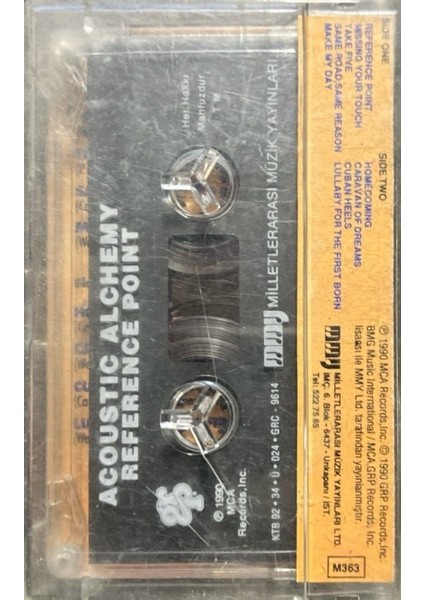 ACOUSTIC ALCHEMY
REFERENCE POINT
GRP
℗ 1990
MCA
Records,Inc.
KTB 92 • 34 • Ü • 024 • GRC - 9614
mmy MİLLETLERARASI MÜZİK YAYINLARI
Her Hakkı
Mahfuzdur.
T M
SIDE ONE
REFERENCE POINT
MISSING YOUR TOUCH
TAKE FIVE
SAME ROAD,SAME REASON
MAKE MY DAY
SIDE TWO
HOMECOMING
CARAVAN OF DREAMS
CUBAN HEELS
LULLABY FOR THE FIRST BORN
℗ 1990 MCA Records,Inc. © 1990 GRP Records,Inc.
BMG Music International / MCA.GRP Records, Inc.
lisansı ile MMY Ltd. tarafından yayınlanmıştır.
mmy MİLLETLERARASI MÜZİK YAYINLARI LTD.
İMÇ. 6. Blok - 6437 - Unkapanı / İST.
Tel: 522 75 85
M363